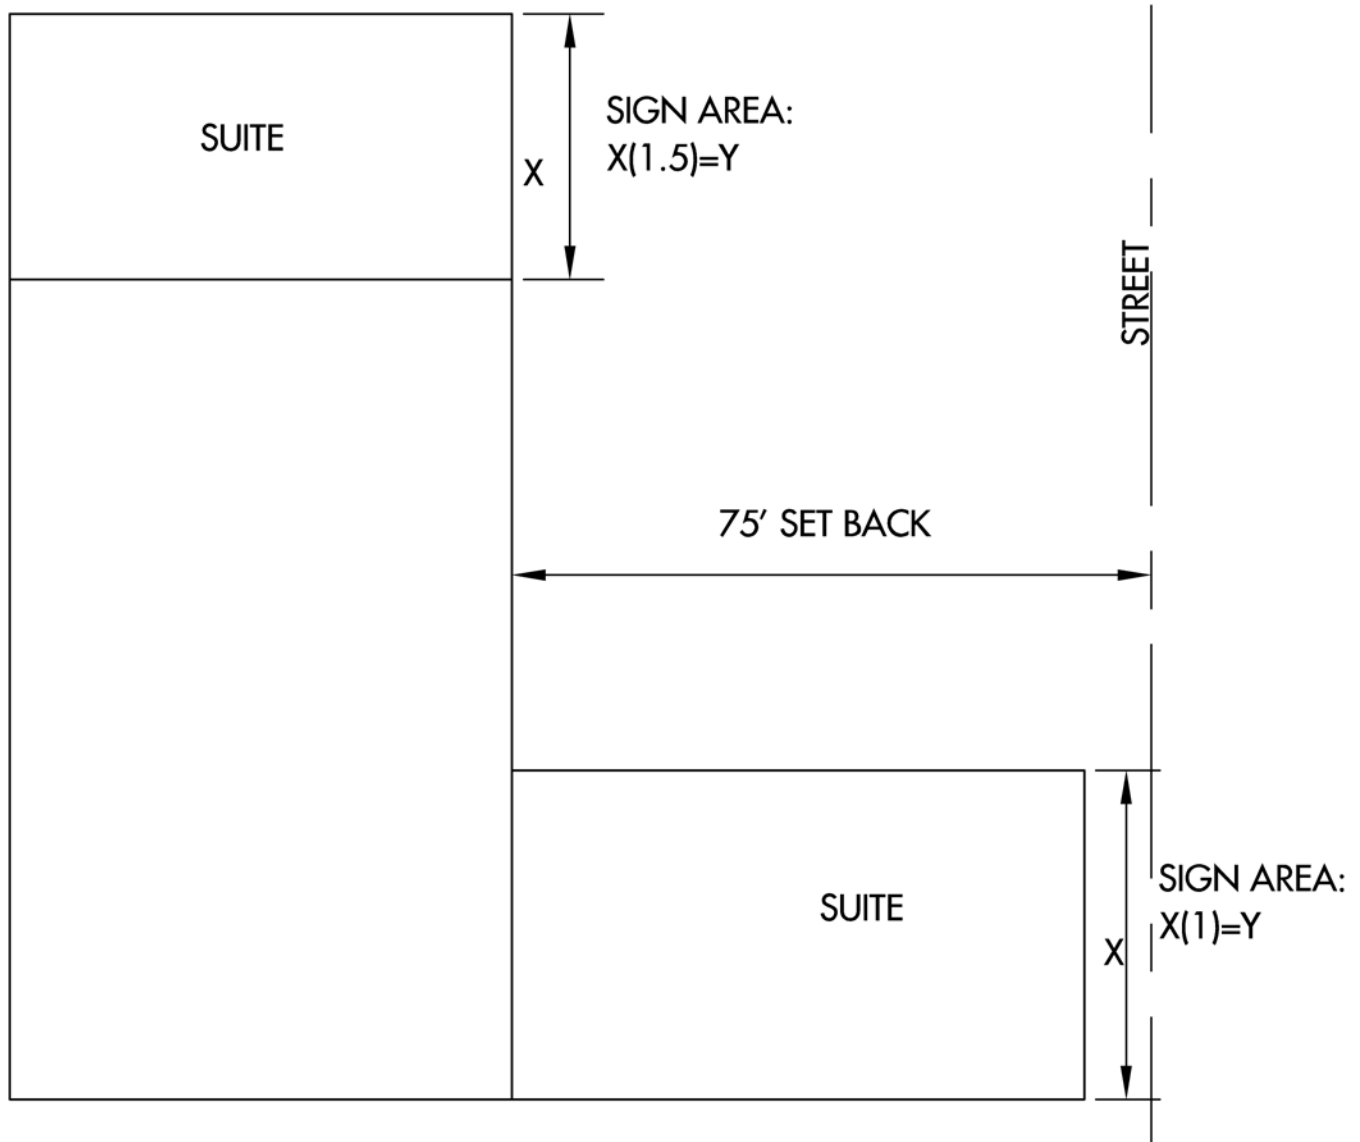 SUITE
X
SIGN AREA:
X(1.5)=Y
STREET
75' SET BACK
SUITE
X
SIGN AREA:
X(1)=Y